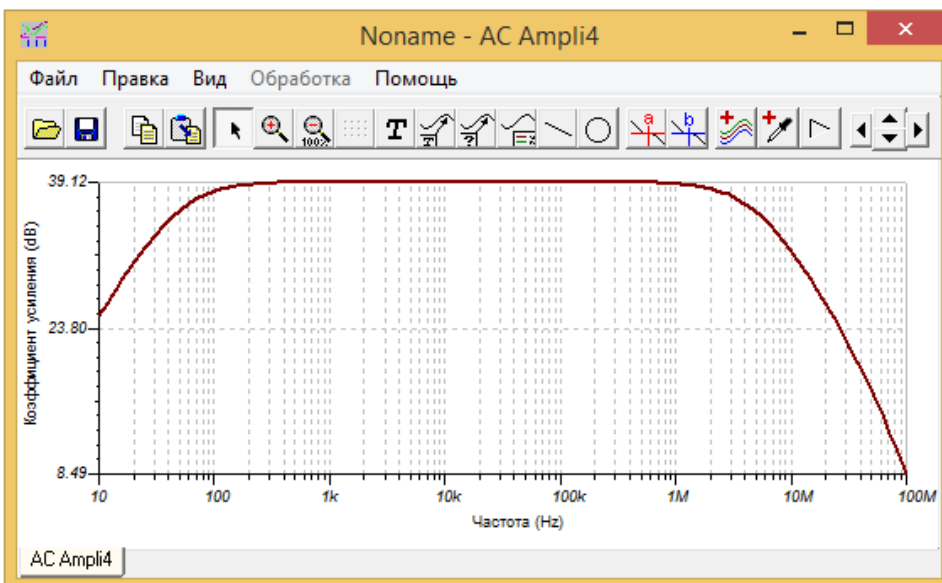 Noname - AC Ampli4
Файл Правка Вид Обработка Помощь
100% T T ? =x a b
39.12
23.80
8.49
Коэффициент усиления (dB)
10 100 1k 10k 100k 1M 10M 100M
Частота (Hz)
AC Ampli4